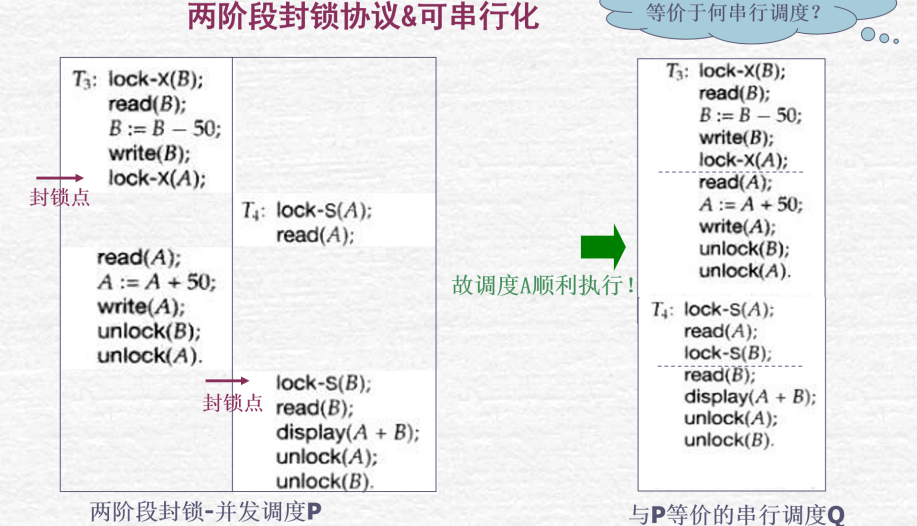 两阶段封锁协议&可串行化
等价于何串行调度?
T₃: lock-X(B);
read(B);
B := B − 50;
write(B);
lock-X(A);
封锁点
T₄: lock-S(A);
read(A);
read(A);
A := A + 50;
write(A);
unlock(B);
unlock(A).
封锁点
lock-S(B);
read(B);
display(A + B);
unlock(A);
unlock(B).
两阶段封锁-并发调度P
故调度A顺利执行!
T₃: lock-X(B);
read(B);
B := B − 50;
write(B);
lock-X(A);
read(A);
A := A + 50;
write(A);
unlock(B);
unlock(A).
T₄: lock-S(A);
read(A);
lock-S(B);
read(B);
display(A + B);
unlock(A);
unlock(B).
与P等价的串行调度Q